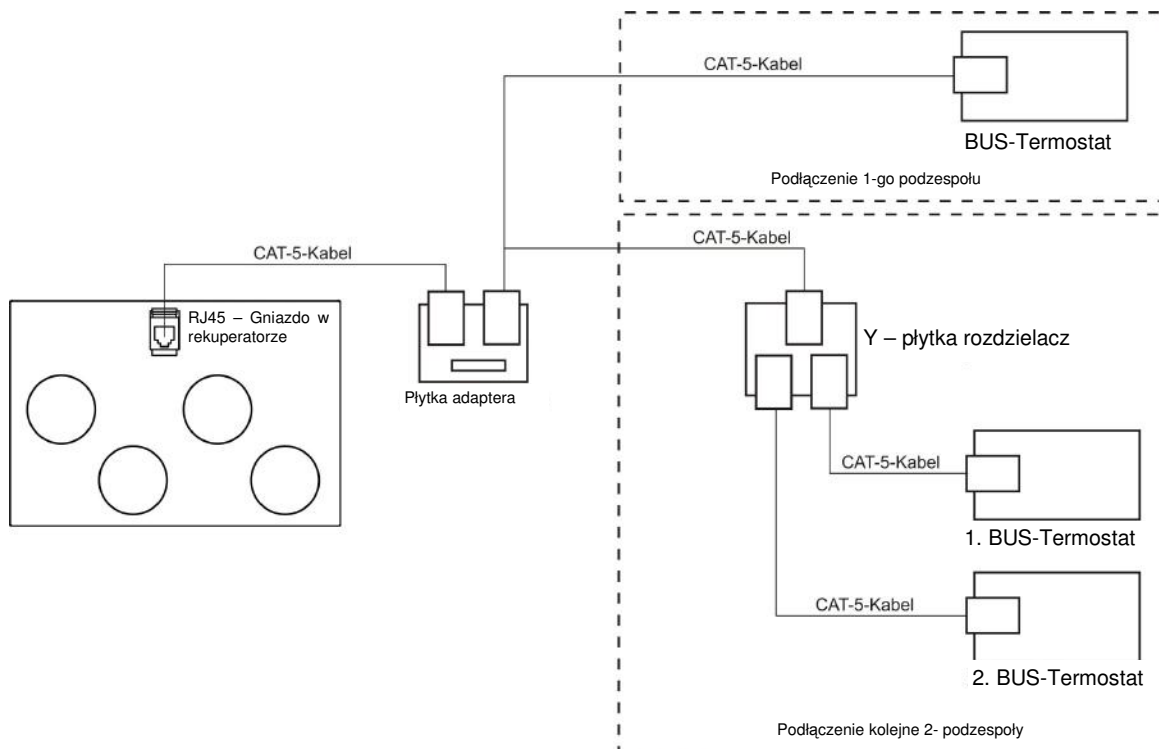 CAT-5-Kabel
BUS-Termostat
Podłączenie 1-go podzespołu
CAT-5-Kabel
CAT-5-Kabel
RJ45 – Gniazdo w
rekuperatorze
Płytka adaptera
Y – płytka rozdzielacz
CAT-5-Kabel
1. BUS-Termostat
CAT-5-Kabel
2. BUS-Termostat
Podłączenie kolejne 2- podzespoły